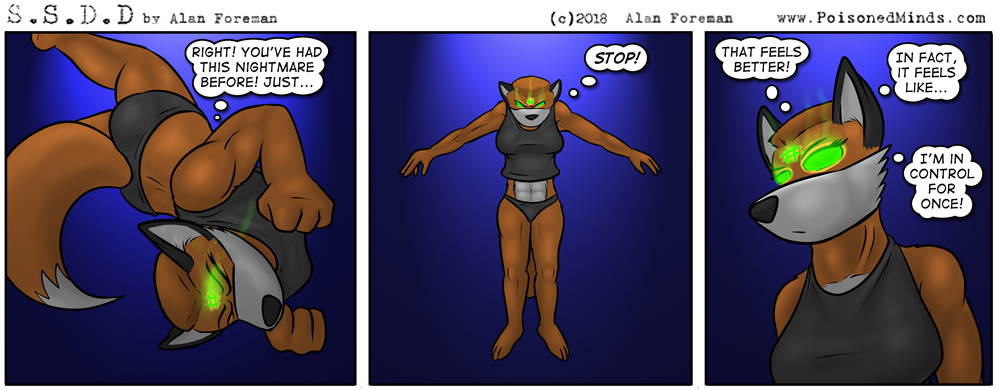 S.S.D.D by Alan Foreman (c)2018 Alan Foreman www.PoisonedMinds.com
RIGHT! YOU'VE HAD
THIS NIGHTMARE
BEFORE! JUST...
STOP!
THAT FEELS
BETTER!
IN FACT,
IT FEELS
LIKE...
I'M IN
CONTROL
FOR
ONCE!